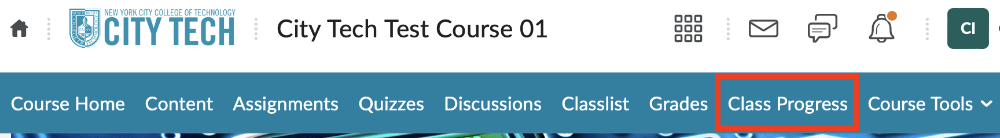 NEW YORK CITY COLLEGE OF TECHNOLOGY
CITY TECH
City Tech Test Course 01
CI
Course Home Content Assignments Quizzes Discussions Classlist Grades Class Progress Course Tools